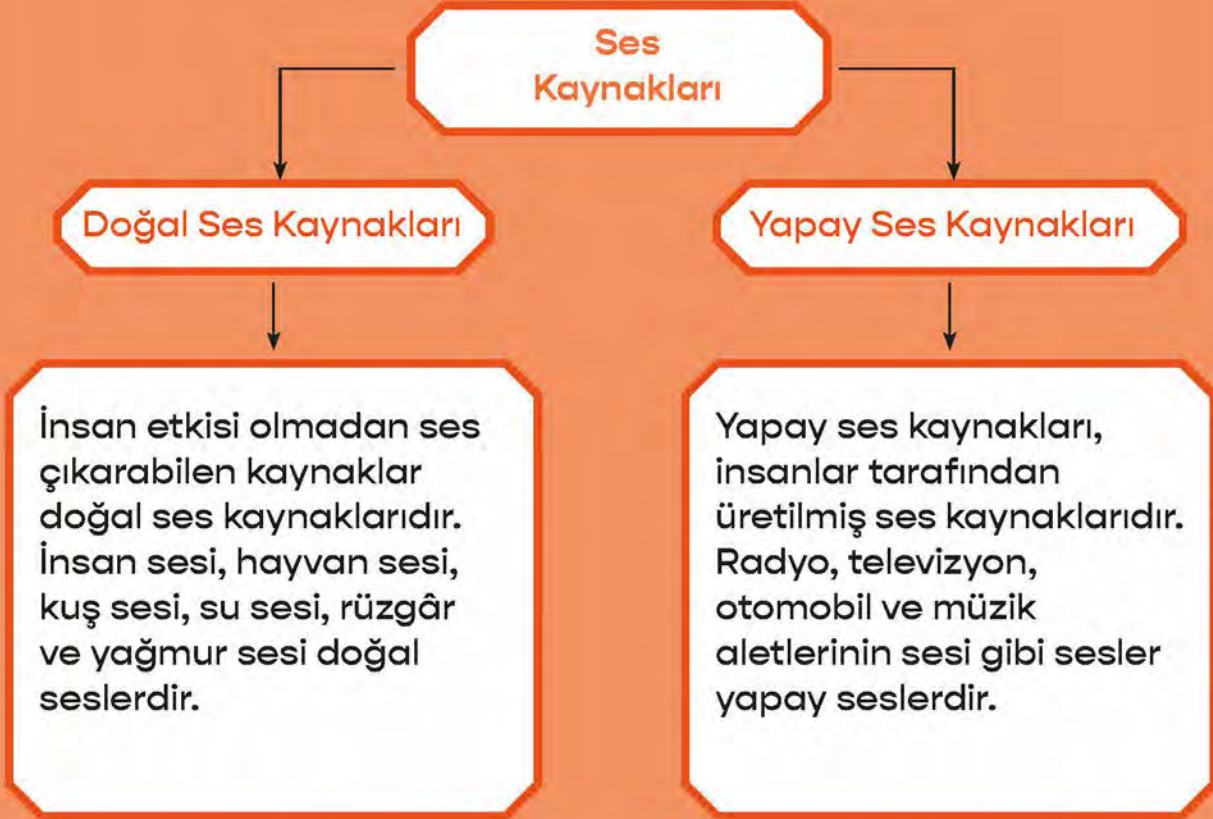 Ses
Kaynakları
Doğal Ses Kaynakları
Yapay Ses Kaynakları
İnsan etkisi olmadan ses
çıkarabilen kaynaklar
doğal ses kaynaklarıdır.
İnsan sesi, hayvan sesi,
kuş sesi, su sesi, rüzgâr
ve yağmur sesi doğal
seslerdir.
Yapay ses kaynakları,
insanlar tarafından
üretilmiş ses kaynaklarıdır.
Radyo, televizyon,
otomobil ve müzik
aletlerinin sesi gibi sesler
yapay seslerdir.